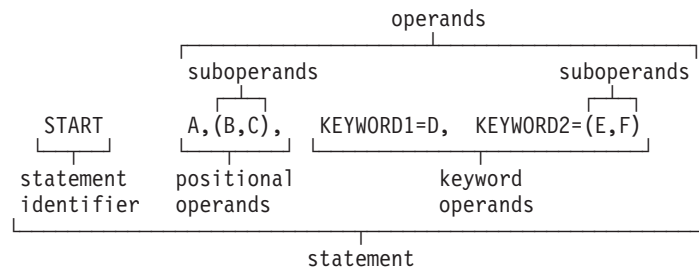 operands
suboperands suboperands
START A,(B,C), KEYWORD1=D, KEYWORD2=(E,F)
statement positional keyword
identifier operands operands
statement